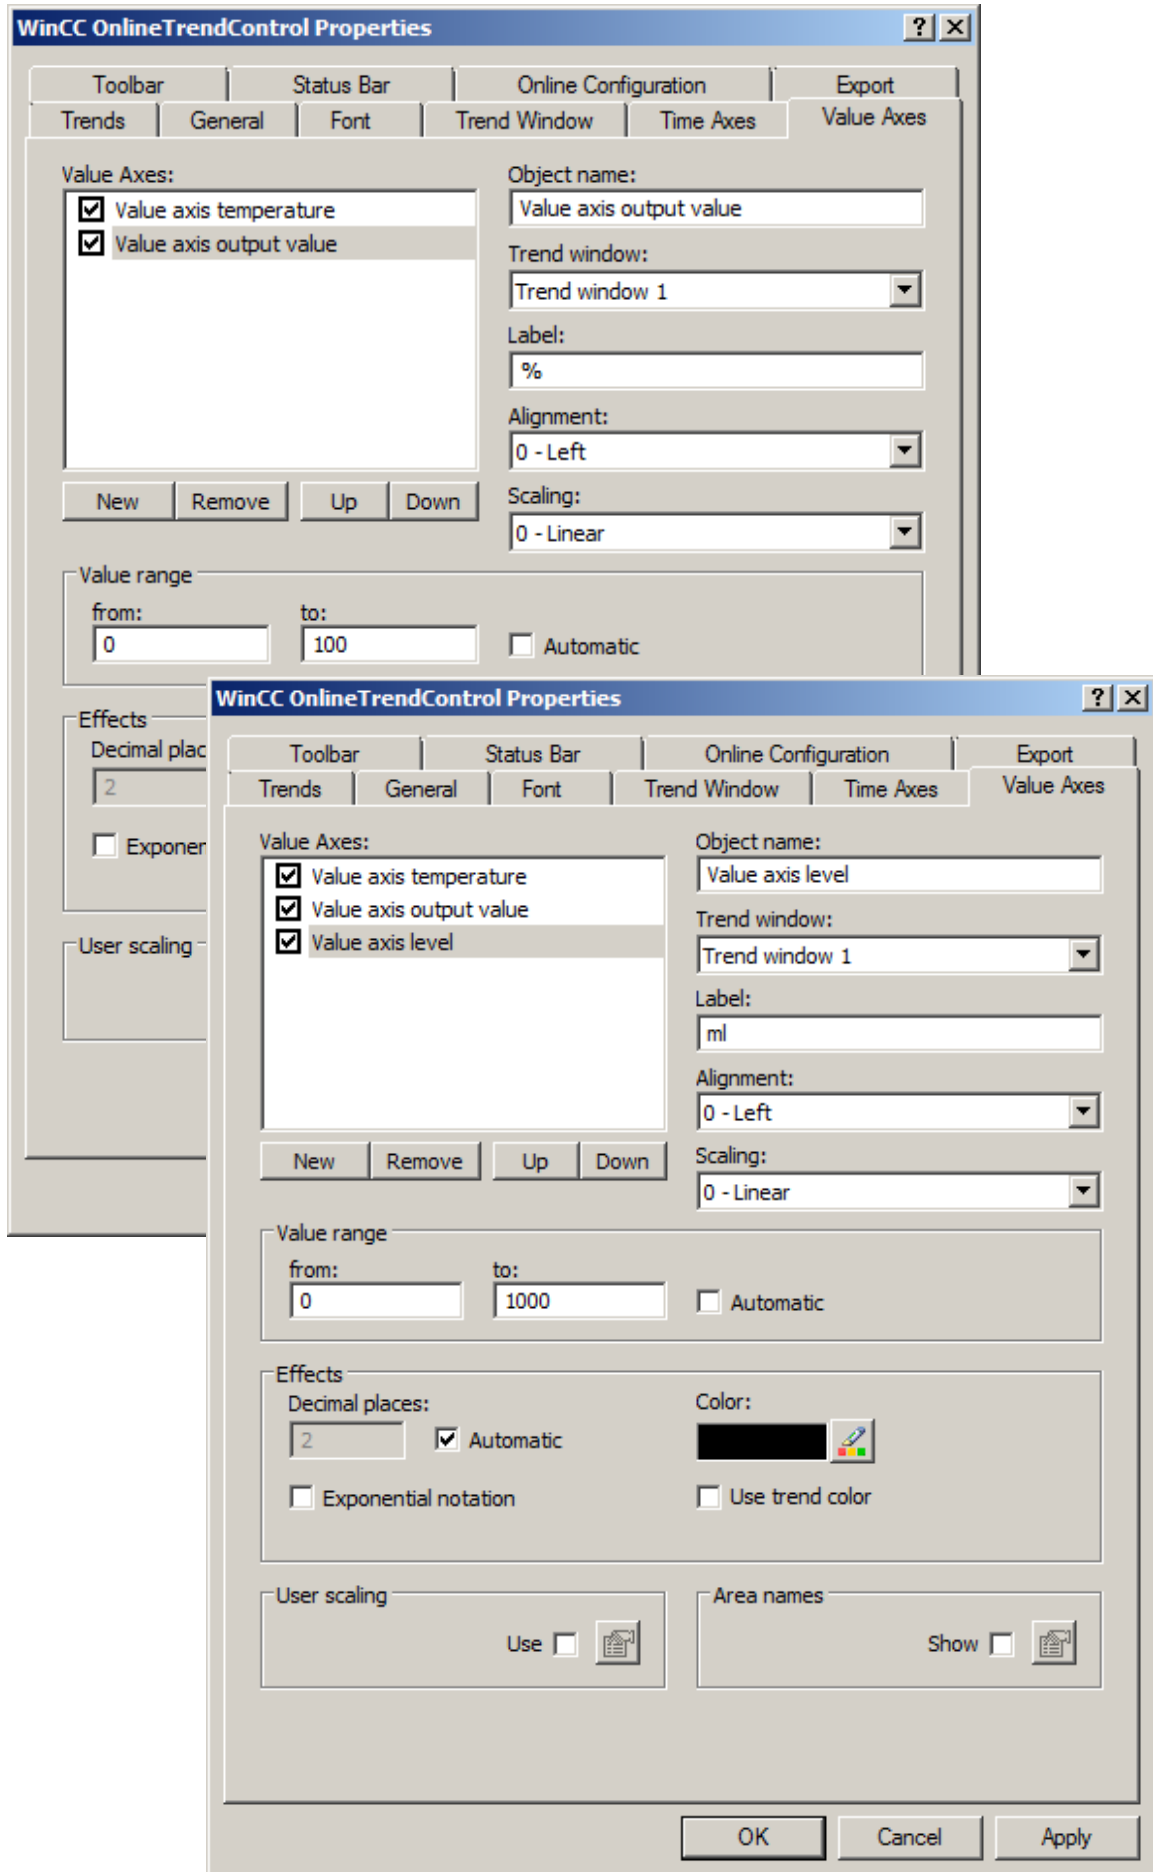 WinCC OnlineTrendControl Properties
Toolbar Status Bar Online Configuration Export
Trends General Font Trend Window Time Axes Value Axes
Value Axes:
Value axis temperature
Value axis output value
New Remove Up Down
Object name:
Value axis output value
Trend window:
Trend window 1
Label:
%
Alignment:
0 - Left
Scaling:
0 - Linear
Value range
from: to:
0 100 Automatic
Effects
Decimal plac
2
Exponer
User scaling
WinCC OnlineTrendControl Properties
Toolbar Status Bar Online Configuration Export
Trends General Font Trend Window Time Axes Value Axes
Value Axes:
Value axis temperature
Value axis output value
Value axis level
New Remove Up Down
Object name:
Value axis level
Trend window:
Trend window 1
Label:
ml
Alignment:
0 - Left
Scaling:
0 - Linear
Value range
from: to:
0 1000 Automatic
Effects
Decimal places: Color:
2 Automatic
Exponential notation Use trend color
User scaling Area names
Use Show
OK Cancel Apply